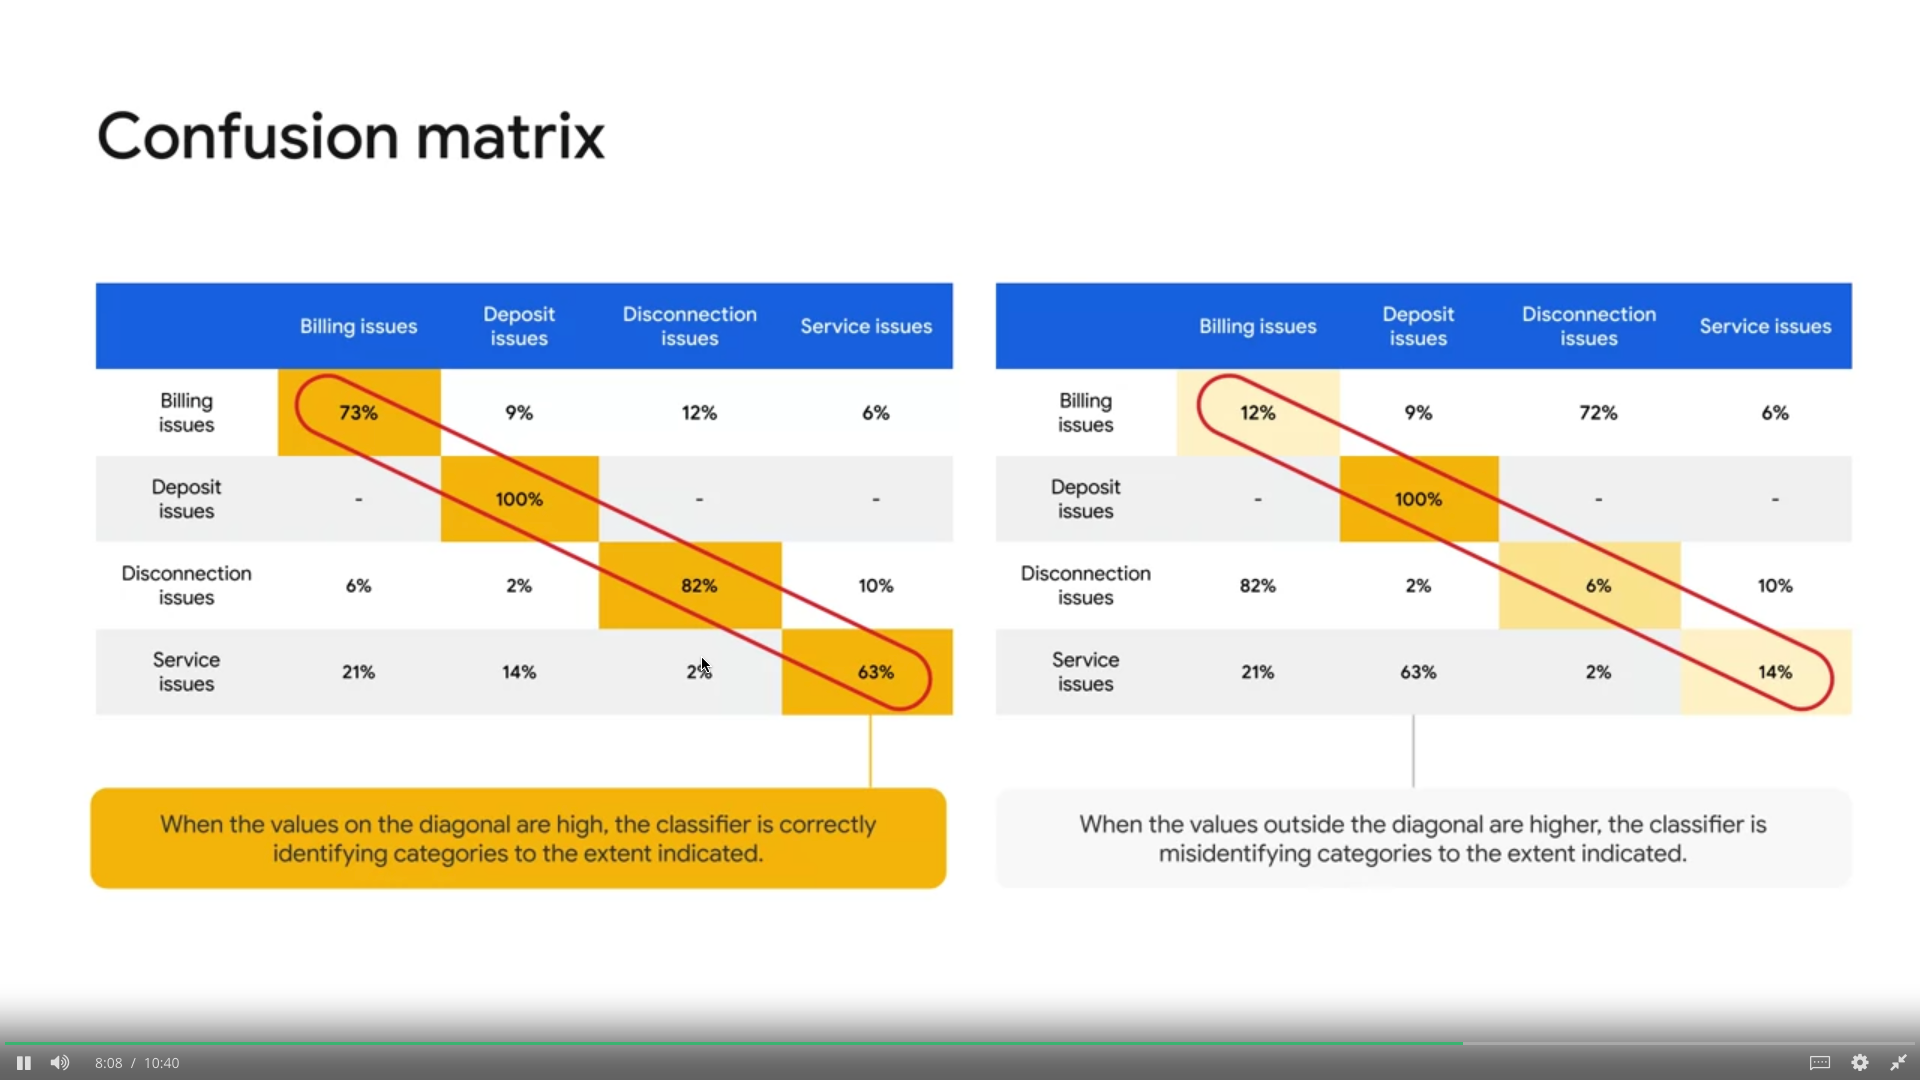 Confusion matrix
Billing issues
Deposit
issues
Disconnection
issues
Service issues
Billing
issues
73%
9%
12%
6%
Deposit
issues
-
100%
-
-
Disconnection
issues
6%
2%
82%
10%
Service
issues
21%
14%
2%
63%
When the values on the diagonal are high, the classifier is correctly
identifying categories to the extent indicated.
Billing issues
Deposit
issues
Disconnection
issues
Service issues
Billing
issues
12%
9%
72%
6%
Deposit
issues
-
100%
-
-
Disconnection
issues
82%
2%
6%
10%
Service
issues
21%
63%
2%
14%
When the values outside the diagonal are higher, the classifier is
misidentifying categories to the extent indicated.
8:08 / 10:40